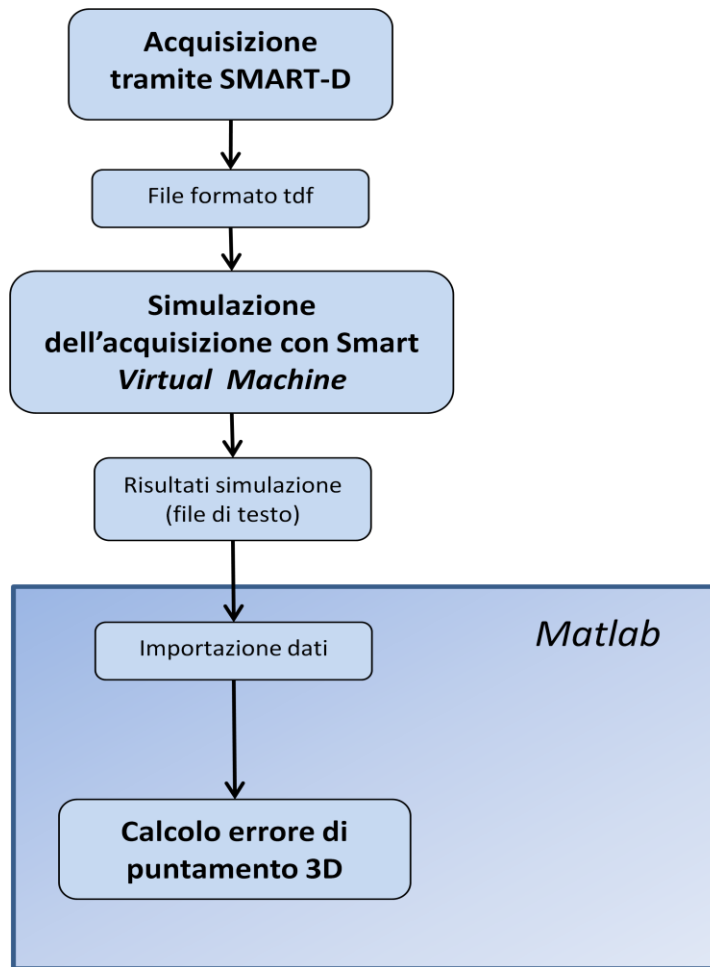 Acquisizione
tramite SMART-D
File formato tdf
Simulazione
dell’acquisizione con Smart
Virtual Machine
Risultati simulazione
(file di testo)
Matlab
Importazione dati
Calcolo errore di
puntamento 3D